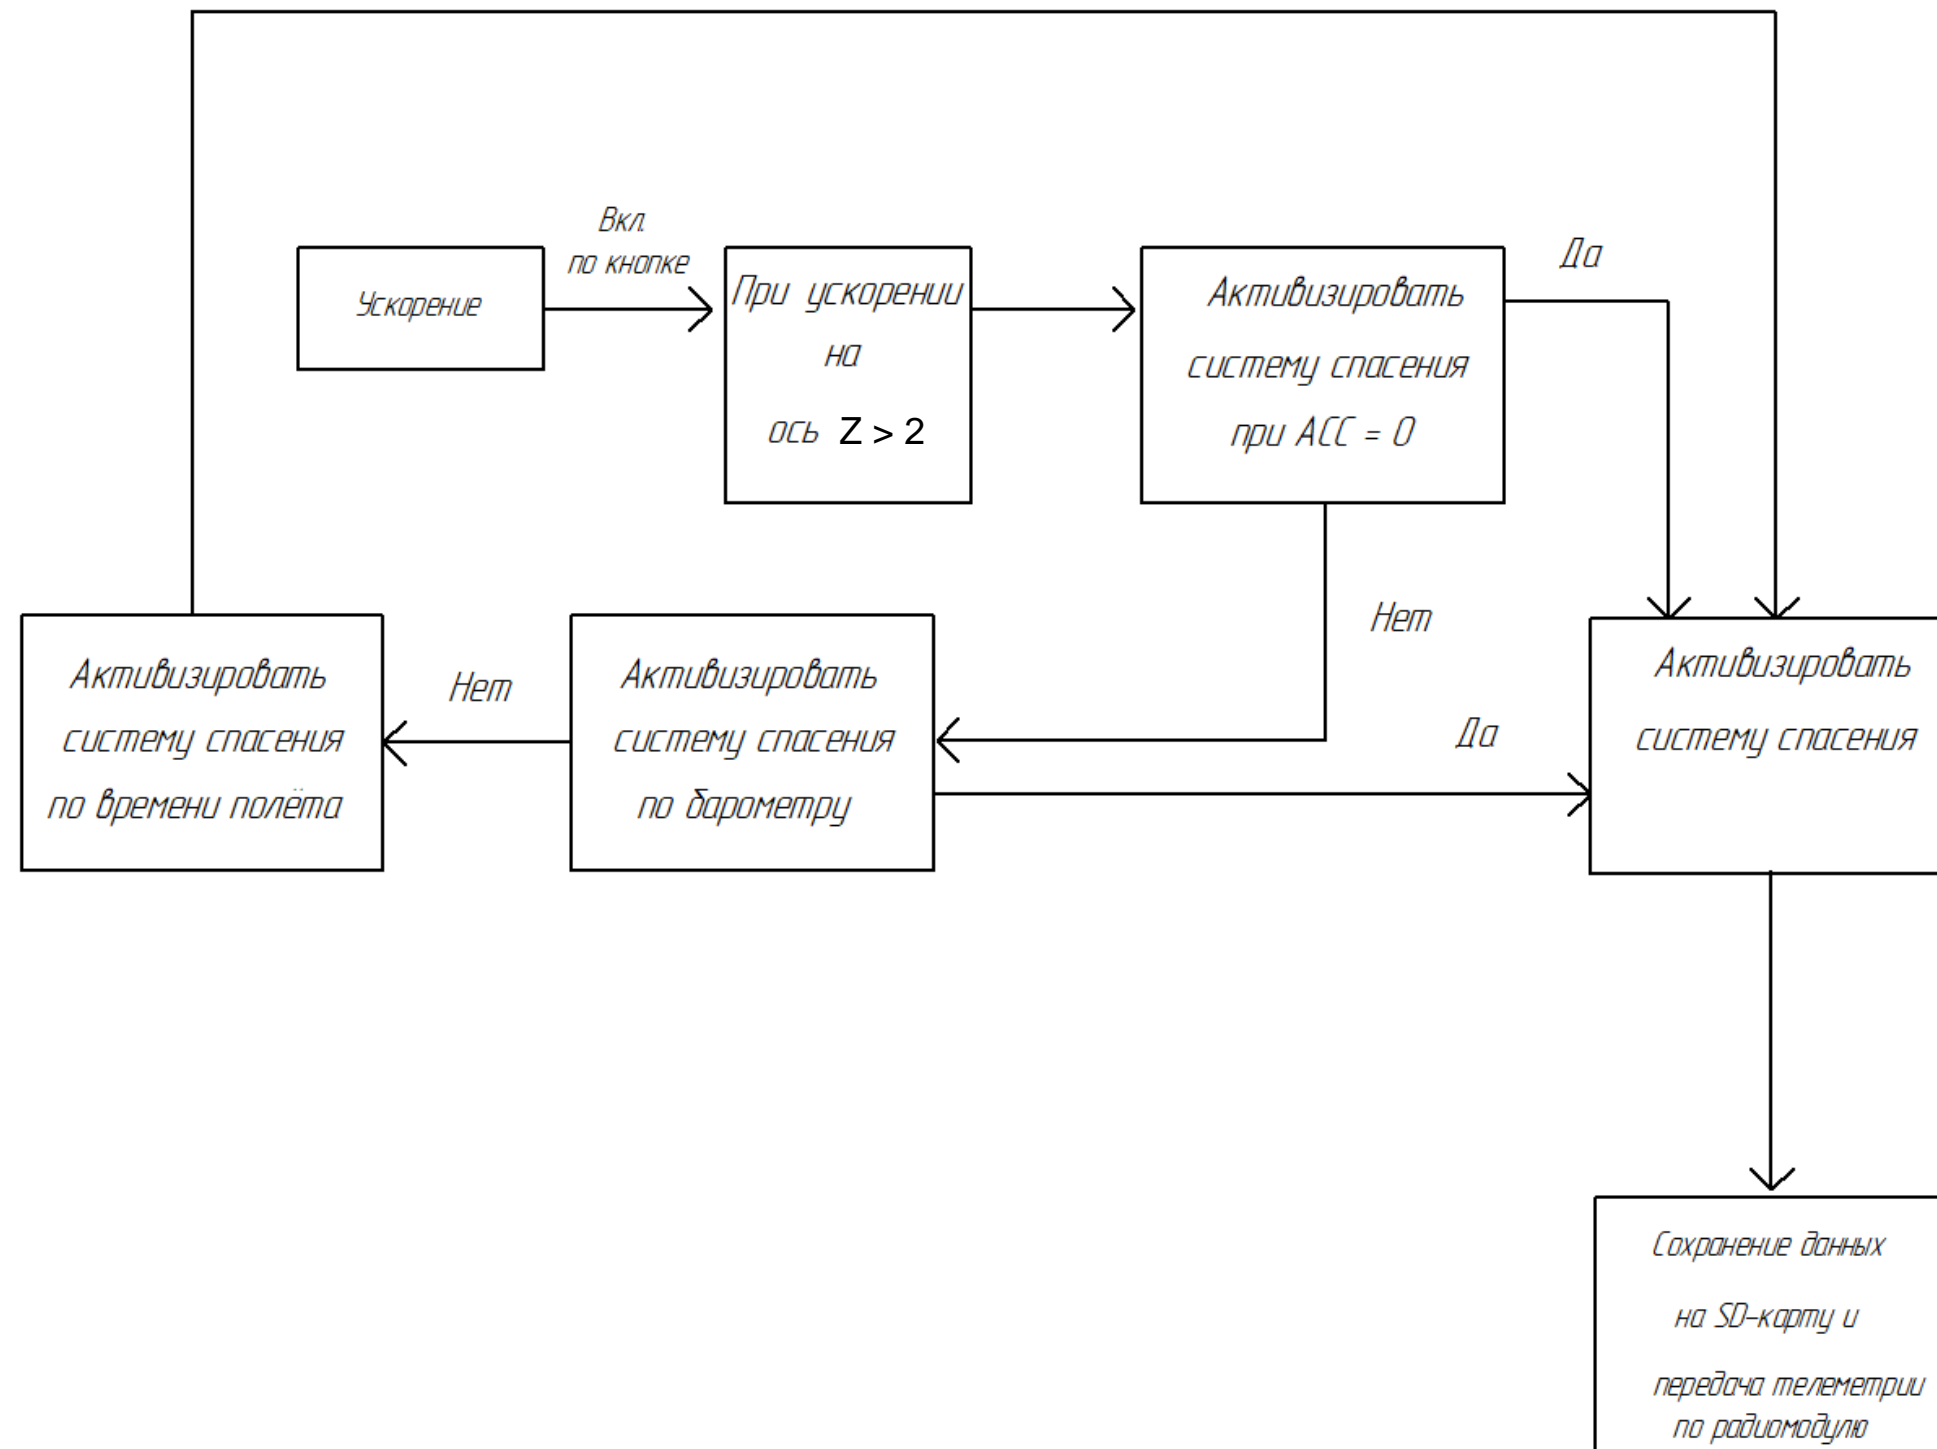 Ускорение
Вкл.
по кнопке
При ускорении
на
ось Z > 2
Активизировать
систему спасения
при ACC = 0
Да
Нет
Активизировать
систему спасения
по времени полёта
Нет
Активизировать
систему спасения
по барометру
Да
Активизировать
систему спасения
Сохранение данных
на SD-карту и
передача телеметрии
по радиомодулю